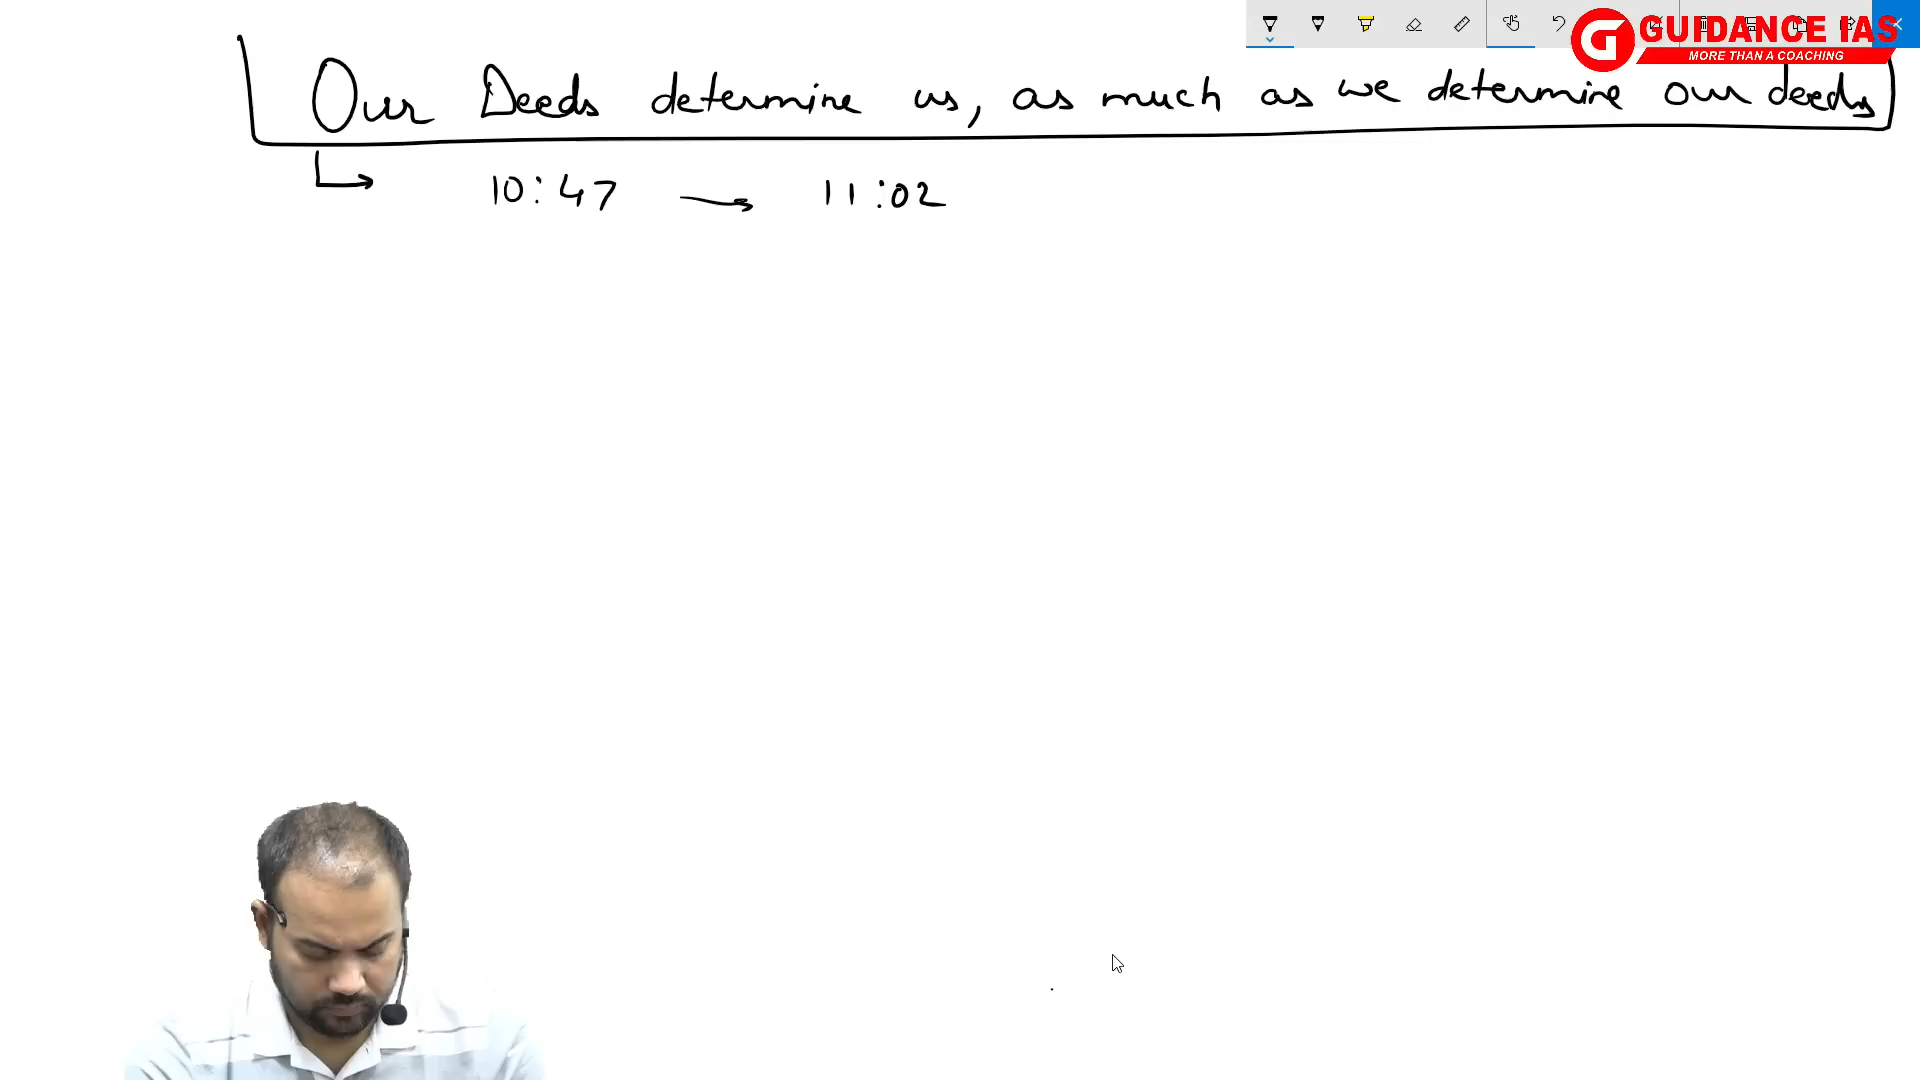 GUIDANCE IAS
MORE THAN A COACHING
Our Deeds determine us, as much as we determine our deeds
10:47 → 11:02